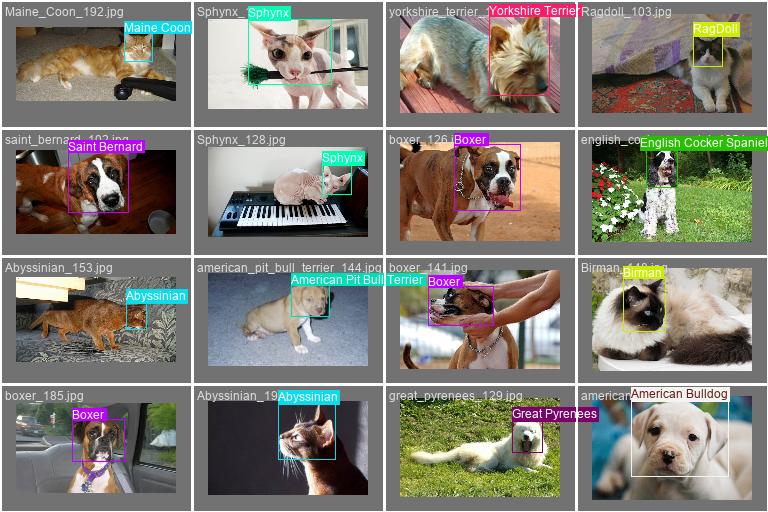 Maine_Coon_192.jpg
Maine Coon
Sphynx_
Sphynx
yorkshire_terrier_
Yorkshire Terrier
Ragdoll_103.jpg
RagDoll
saint_bernard_102.jpg
Saint Bernard
Sphynx_128.jpg
Sphynx
boxer_126.jpg
Boxer
english_co
English Cocker Spaniel
Abyssinian_153.jpg
Abyssinian
american_pit_bull_terrier_144.jpg
American Pit Bull Terrier
boxer_141.jpg
Boxer
Birman_
Birman
boxer_185.jpg
Boxer
Abyssinian_19
Abyssinian
great_pyrenees_129.jpg
Great Pyrenees
american
American Bulldog